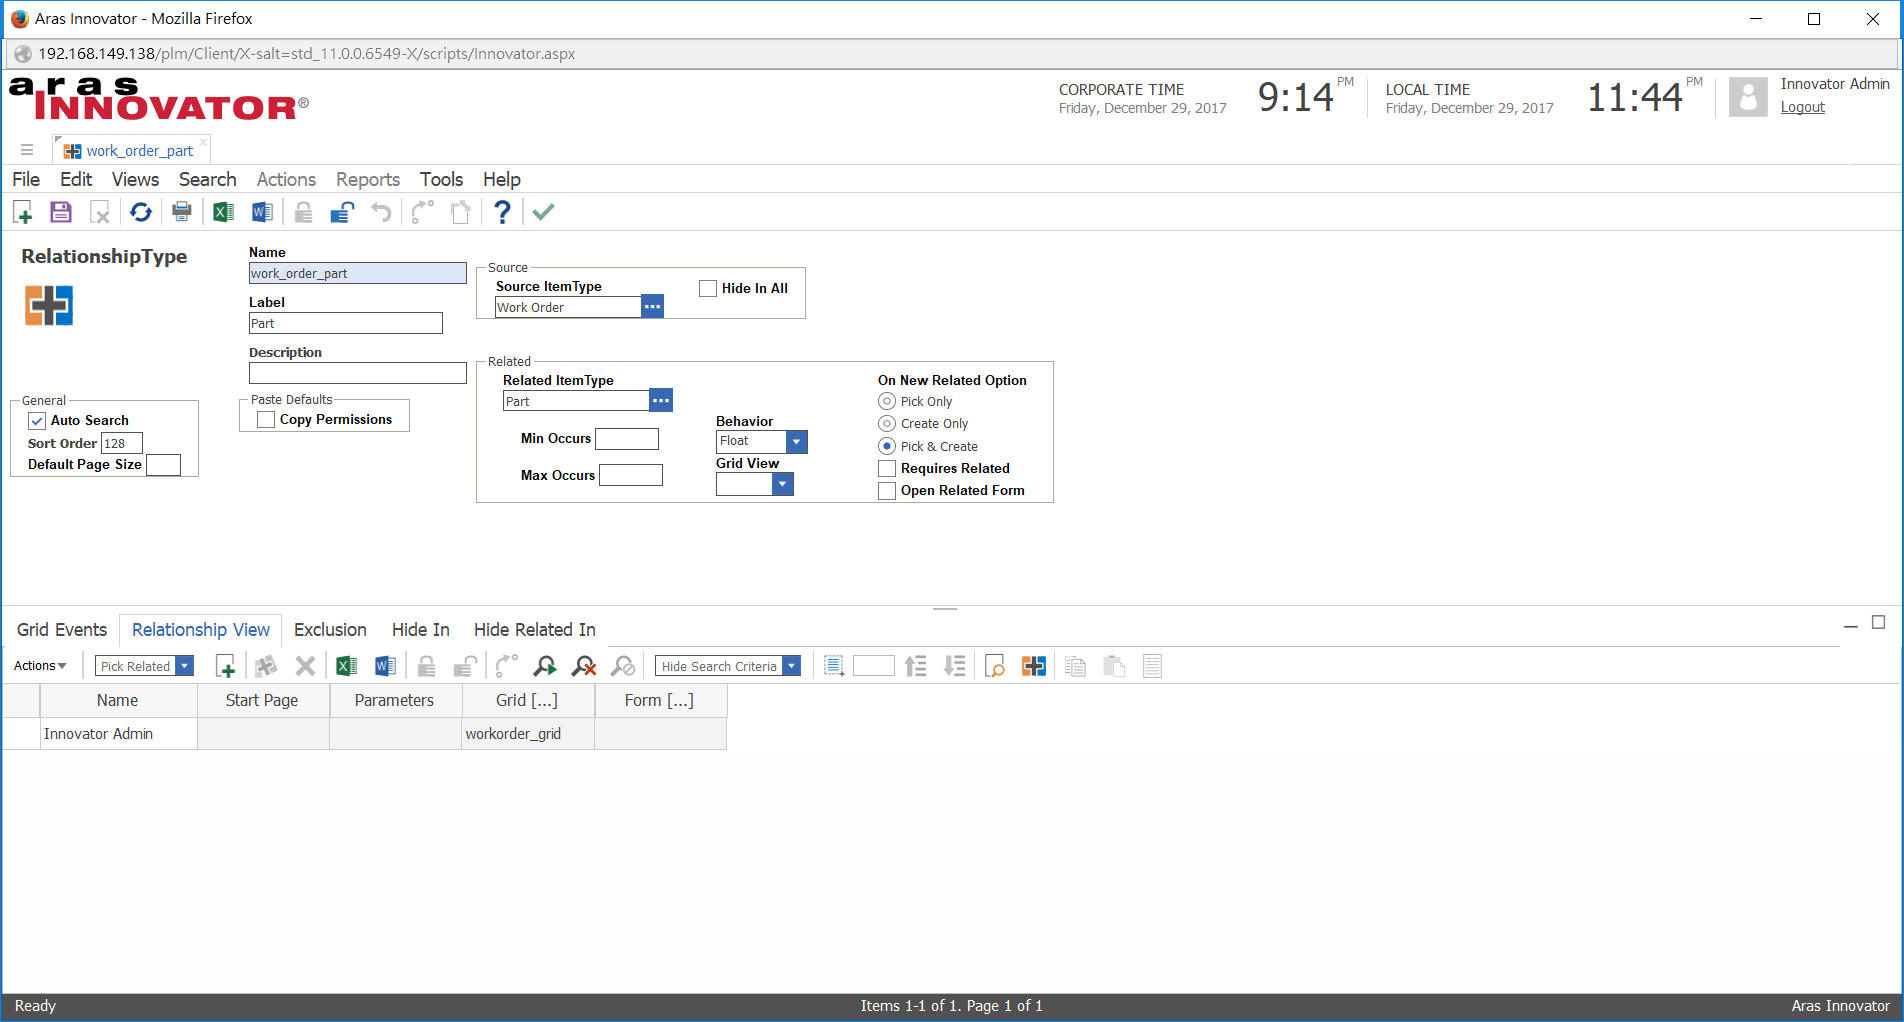 Aras Innovator - Mozilla Firefox
192.168.149.138/plm/Client/X-salt=std_11.0.0.6549-X/scripts/Innovator.aspx
aras
INNOVATOR®
CORPORATE TIME
Friday, December 29, 2017
9:14 PM
LOCAL TIME
Friday, December 29, 2017
11:44 PM
Innovator Admin
Logout
work_order_part
File Edit Views Search Actions Reports Tools Help
RelationshipType
Name
work_order_part
Label
Part
Description
General
Auto Search
Sort Order 128
Default Page Size
Paste Defaults
Copy Permissions
Source
Source ItemType
Work Order
Hide In All
Related
Related ItemType
Part
Min Occurs
Max Occurs
Behavior
Float
Grid View
On New Related Option
Pick Only
Create Only
Pick & Create
Requires Related
Open Related Form
Grid Events Relationship View Exclusion Hide In Hide Related In
Actions Pick Related Hide Search Criteria
Name Start Page Parameters Grid [...] Form [...]
Innovator Admin workorder_grid
Ready Items 1-1 of 1. Page 1 of 1 Aras Innovator